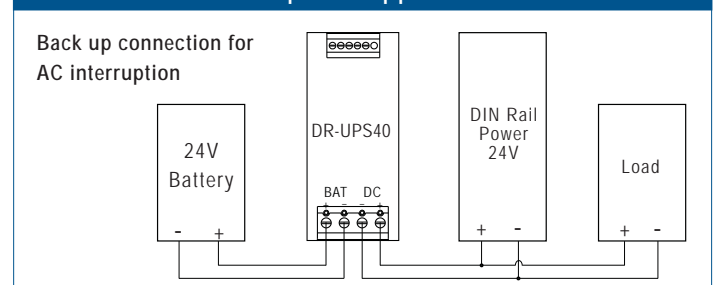 Back up connection for
AC interruption
DR-UPS40
DIN Rail
Power
24V
24V
Battery
Load
BAT DC
+ - - +
- +
+ -
+ -